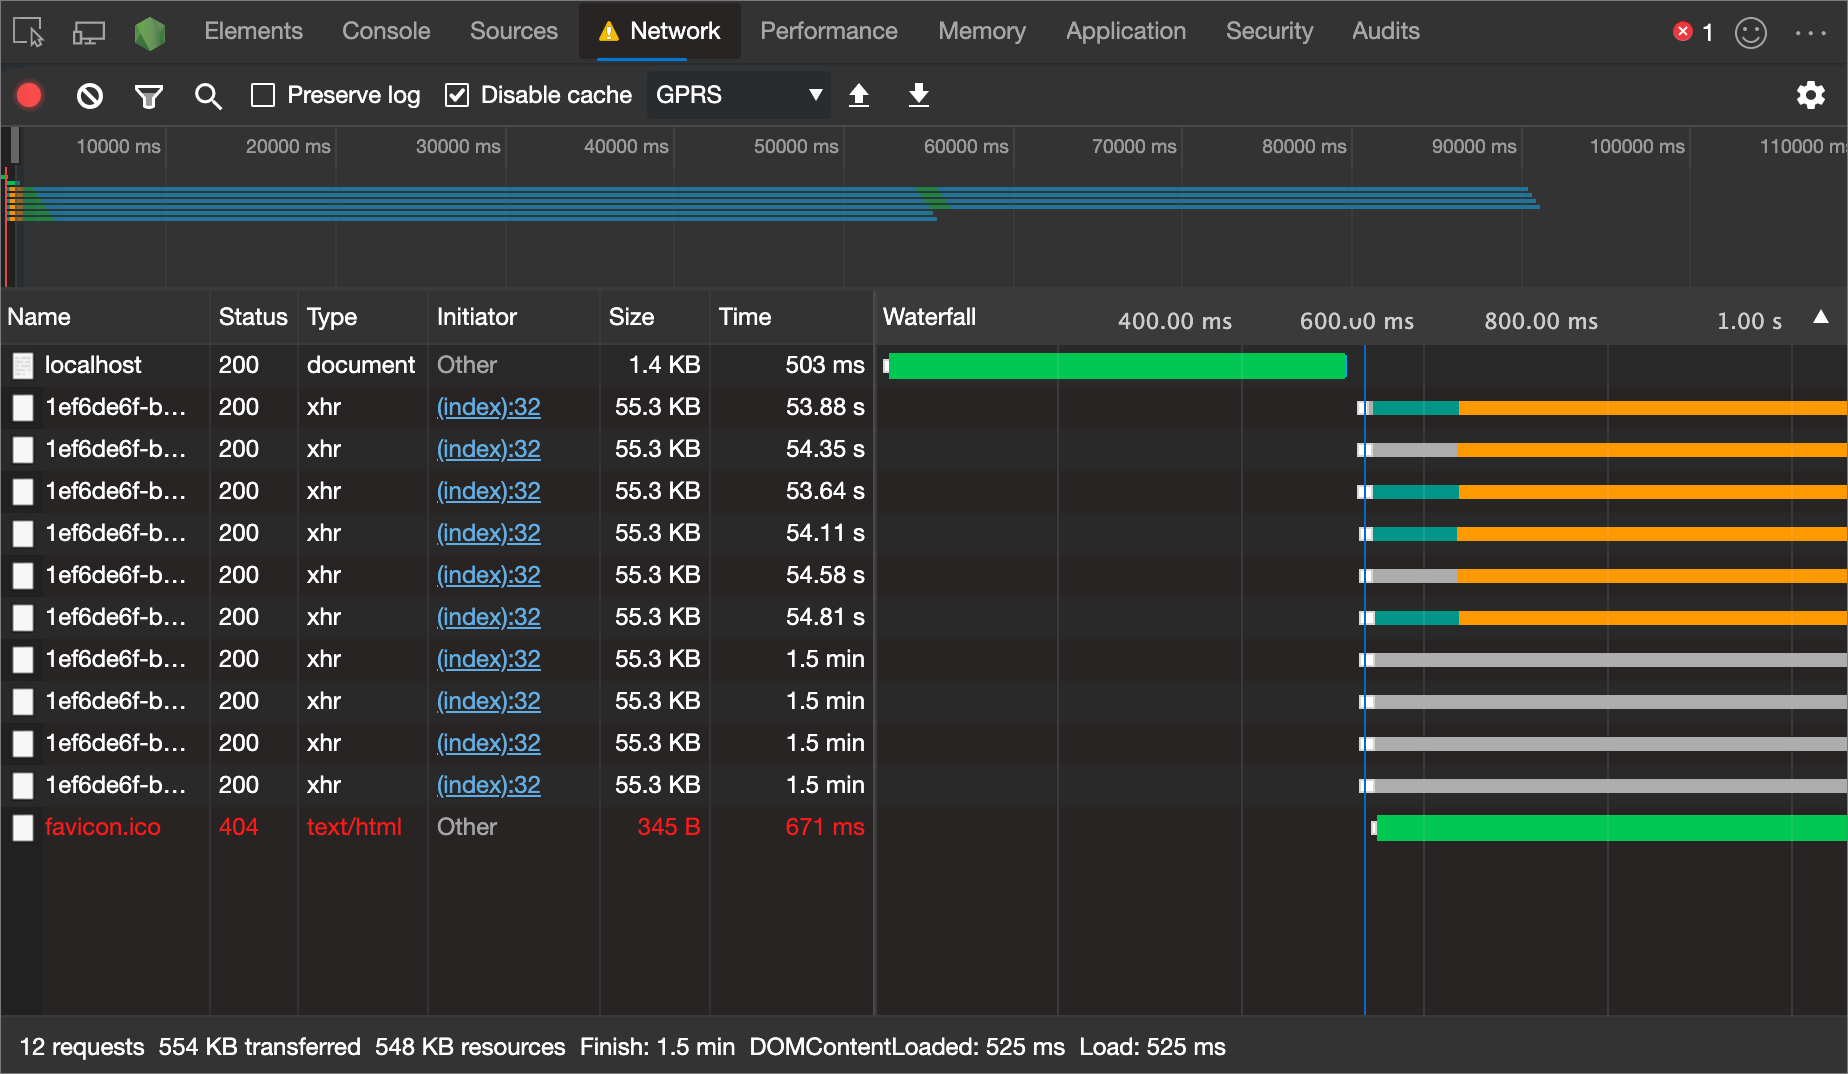 Elements Console Sources Network Performance Memory Application Security Audits 1
Preserve log Disable cache GPRS
10000 ms 20000 ms 30000 ms 40000 ms 50000 ms 60000 ms 70000 ms 80000 ms 90000 ms 100000 ms 110000 m
Name Status Type Initiator Size Time Waterfall 400.00 ms 600.00 ms 800.00 ms 1.00 s
localhost 200 document Other 1.4 KB 503 ms
1ef6de6f-b… 200 xhr (index):32 55.3 KB 53.88 s
1ef6de6f-b… 200 xhr (index):32 55.3 KB 54.35 s
1ef6de6f-b… 200 xhr (index):32 55.3 KB 53.64 s
1ef6de6f-b… 200 xhr (index):32 55.3 KB 54.11 s
1ef6de6f-b… 200 xhr (index):32 55.3 KB 54.58 s
1ef6de6f-b… 200 xhr (index):32 55.3 KB 54.81 s
1ef6de6f-b… 200 xhr (index):32 55.3 KB 1.5 min
1ef6de6f-b… 200 xhr (index):32 55.3 KB 1.5 min
1ef6de6f-b… 200 xhr (index):32 55.3 KB 1.5 min
1ef6de6f-b… 200 xhr (index):32 55.3 KB 1.5 min
favicon.ico 404 text/html Other 345 B 671 ms
12 requests 554 KB transferred 548 KB resources Finish: 1.5 min DOMContentLoaded: 525 ms Load: 525 ms